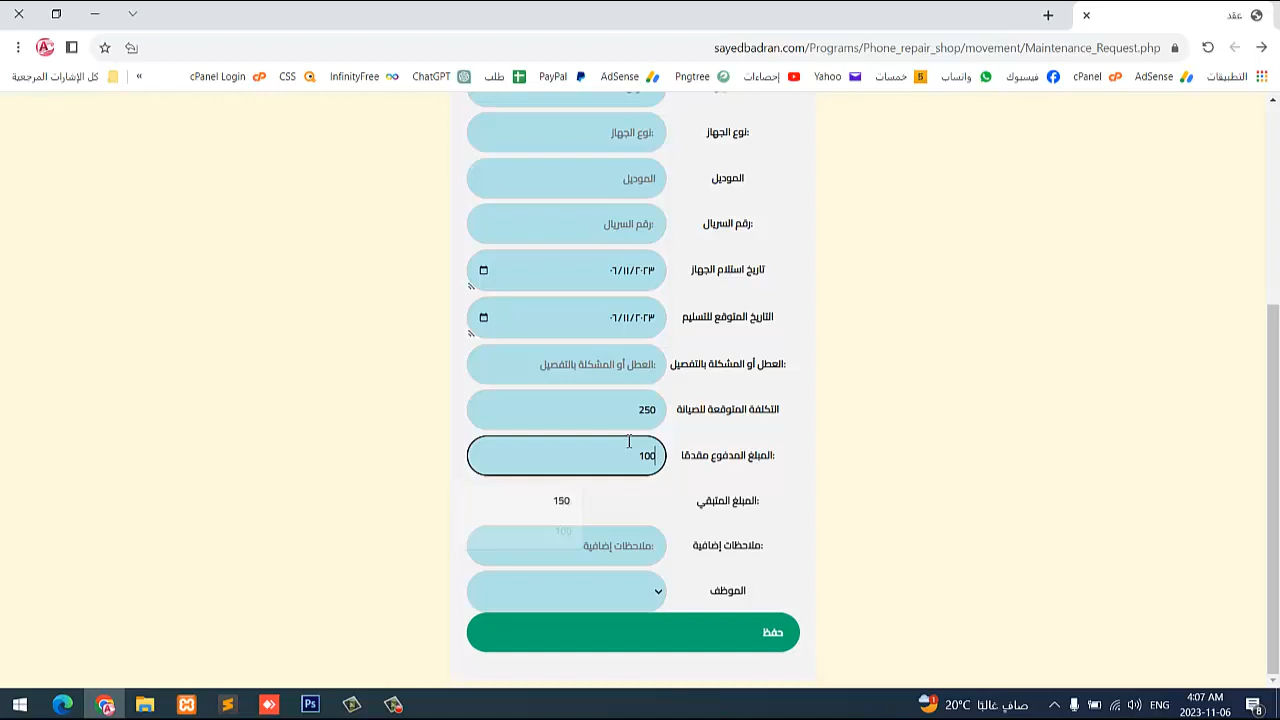 عقد
sayedbadran.com/Programs/Phone_repair_shop/movement/Maintenance_Request.php
التطبيقات
AdSense
cPanel
فيسبوك
واتساب
خمسات
Yahoo
إحصاءات
Pngtree
AdSense
PayPal
طلب
ChatGPT
InfinityFree
CSS
cPanel Login
»
كل الإشارات المرجعية
نوع الجهاز:
نوع الجهاز:
الموديل
الموديل
رقم السريال:
رقم السريال:
تاريخ استلام الجهاز
٠٦/١١/٢٠٢٣
التاريخ المتوقع للتسليم
٠٦/١١/٢٠٢٣
العطل أو المشكلة بالتفصيل:
العطل أو المشكلة بالتفصيل:
التكلفة المتوقعة للصيانة
250
المبلغ المدفوع مقدمًا:
100
المبلغ المتبقي:
150
100
ملاحظات إضافية:
ملاحظات إضافية:
الموظف
حفظ
20°C صافي غالبًا
ENG
4:07 AM
2023-11-06
8